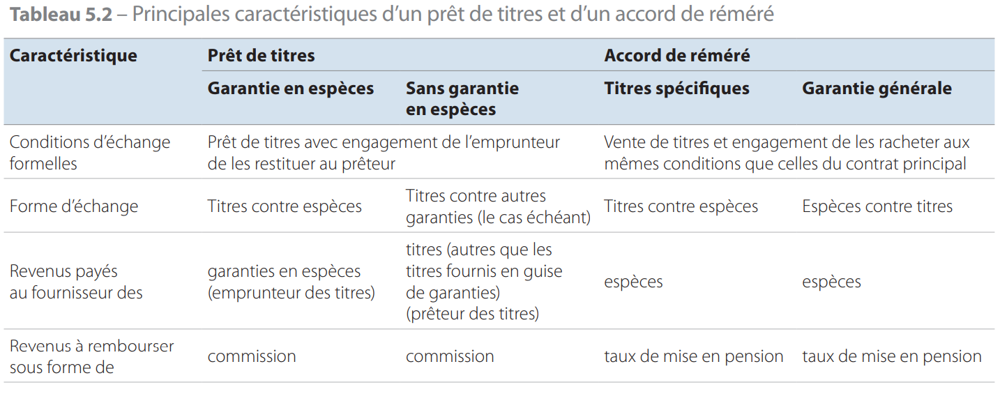 Tableau 5.2 – Principales caractéristiques d’un prêt de titres et d’un accord de réméré
Caractéristique
Prêt de titres
Accord de réméré
Garantie en espèces
Sans garantie
en espèces
Titres spécifiques
Garantie générale
Conditions d’échange
formelles
Prêt de titres avec engagement de l’emprunteur
de les restituer au prêteur
Vente de titres et engagement de les racheter aux
mêmes conditions que celles du contrat principal
Forme d’échange
Titres contre espèces
Titres contre autres
garanties (le cas échéant)
Titres contre espèces
Espèces contre titres
Revenus payés
au fournisseur des
garanties en espèces
(emprunteur des titres)
titres (autres que les
titres fournis en guise
de garanties)
(prêteur des titres)
espèces
espèces
Revenus à rembourser
sous forme de
commission
commission
taux de mise en pension
taux de mise en pension